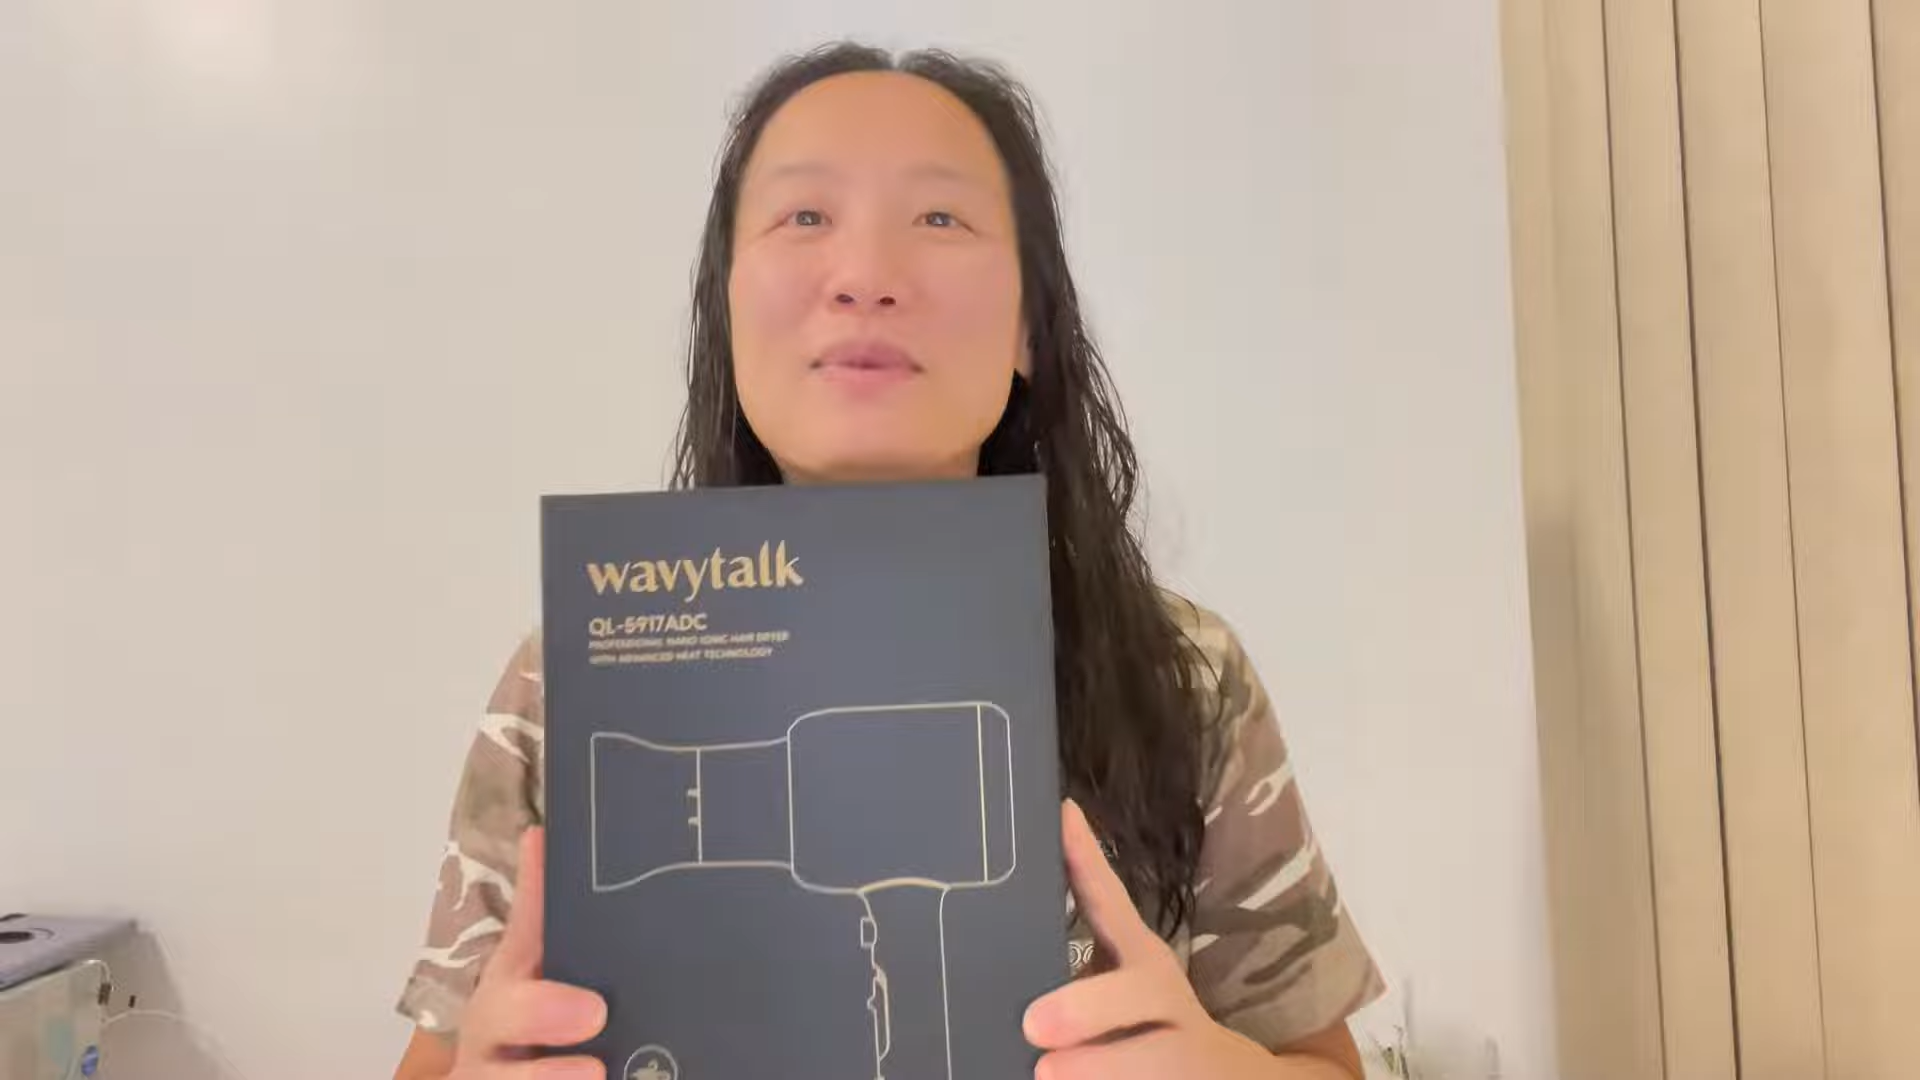 wavytalk
QL-5917ADC
PROFESSIONAL NANO IONIC HAIR DRYER
WITH ADVANCED HEAT TECHNOLOGY